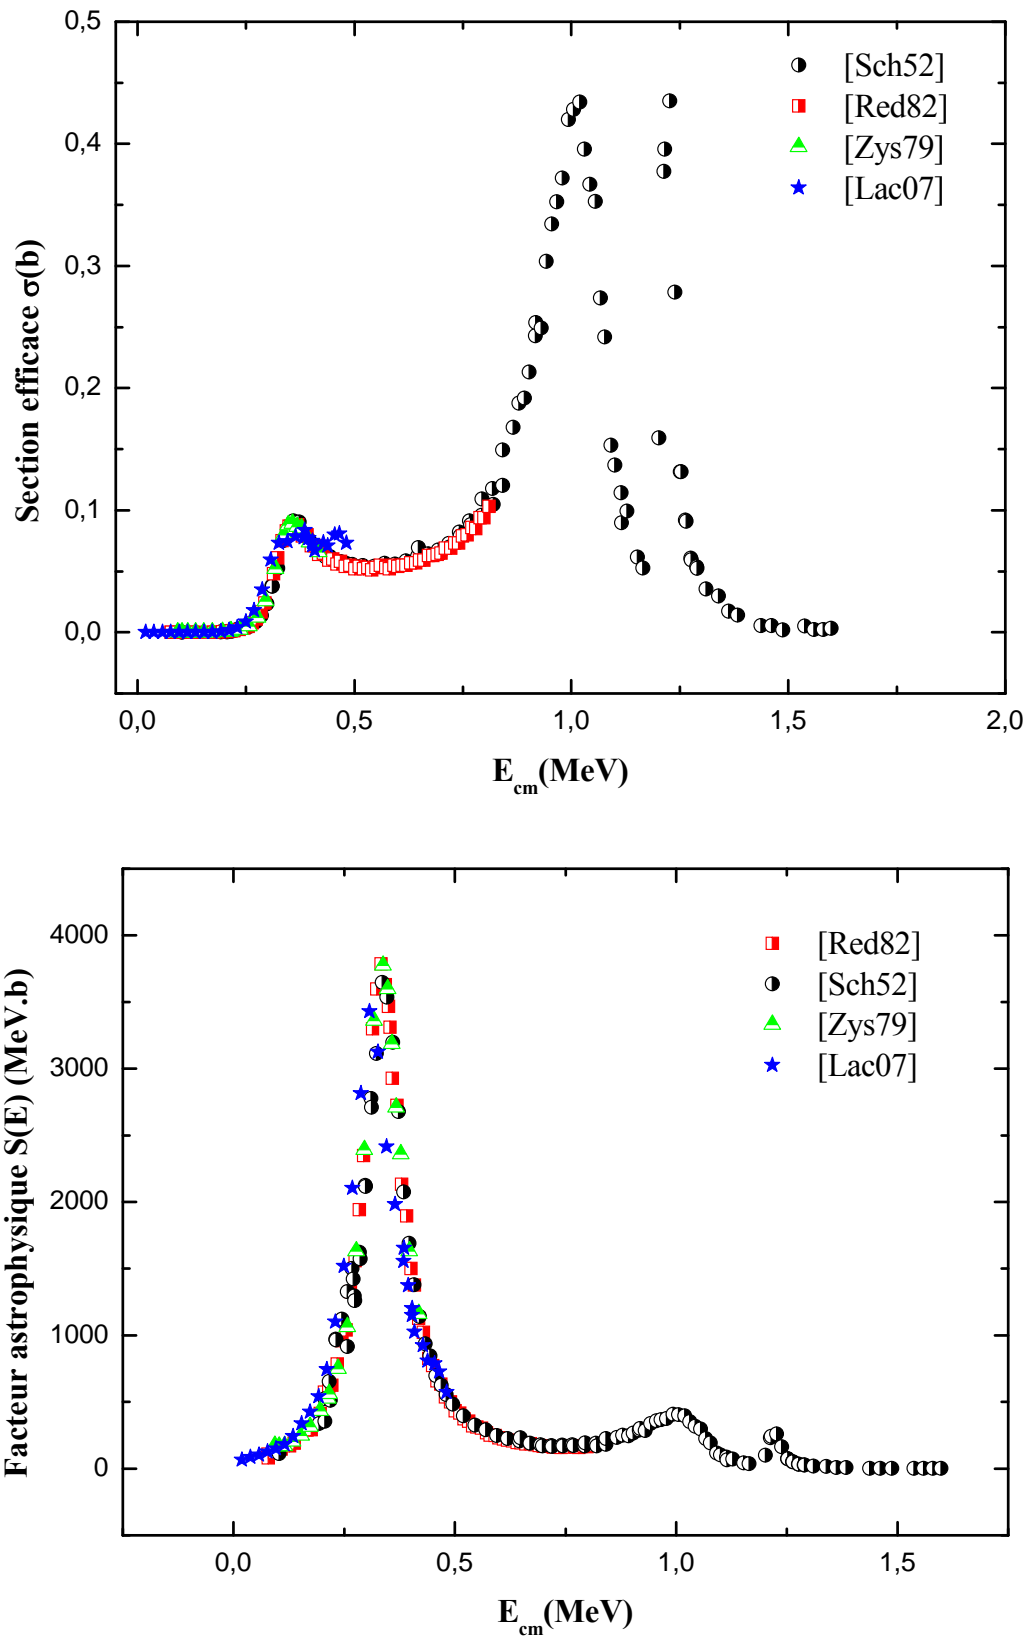 0,5
0,4
0,3
0,2
0,1
0,0
Section efficace σ(b)
[Sch52]
[Red82]
[Zys79]
[Lac07]
0,0 0,5 1,0 1,5 2,0
E_cm(MeV)
4000
3000
2000
1000
0
Facteur astrophysique S(E) (MeV.b)
[Red82]
[Sch52]
[Zys79]
[Lac07]
0,0 0,5 1,0 1,5
E_cm(MeV)